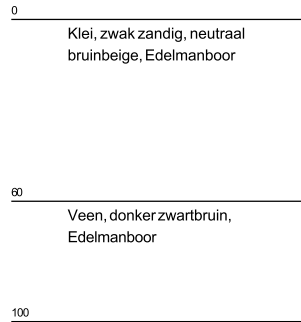 0
Klei, zwak zandig, neutraal
bruinbeige, Edelmanboor
60
Veen, donker zwartbruin,
Edelmanboor
100